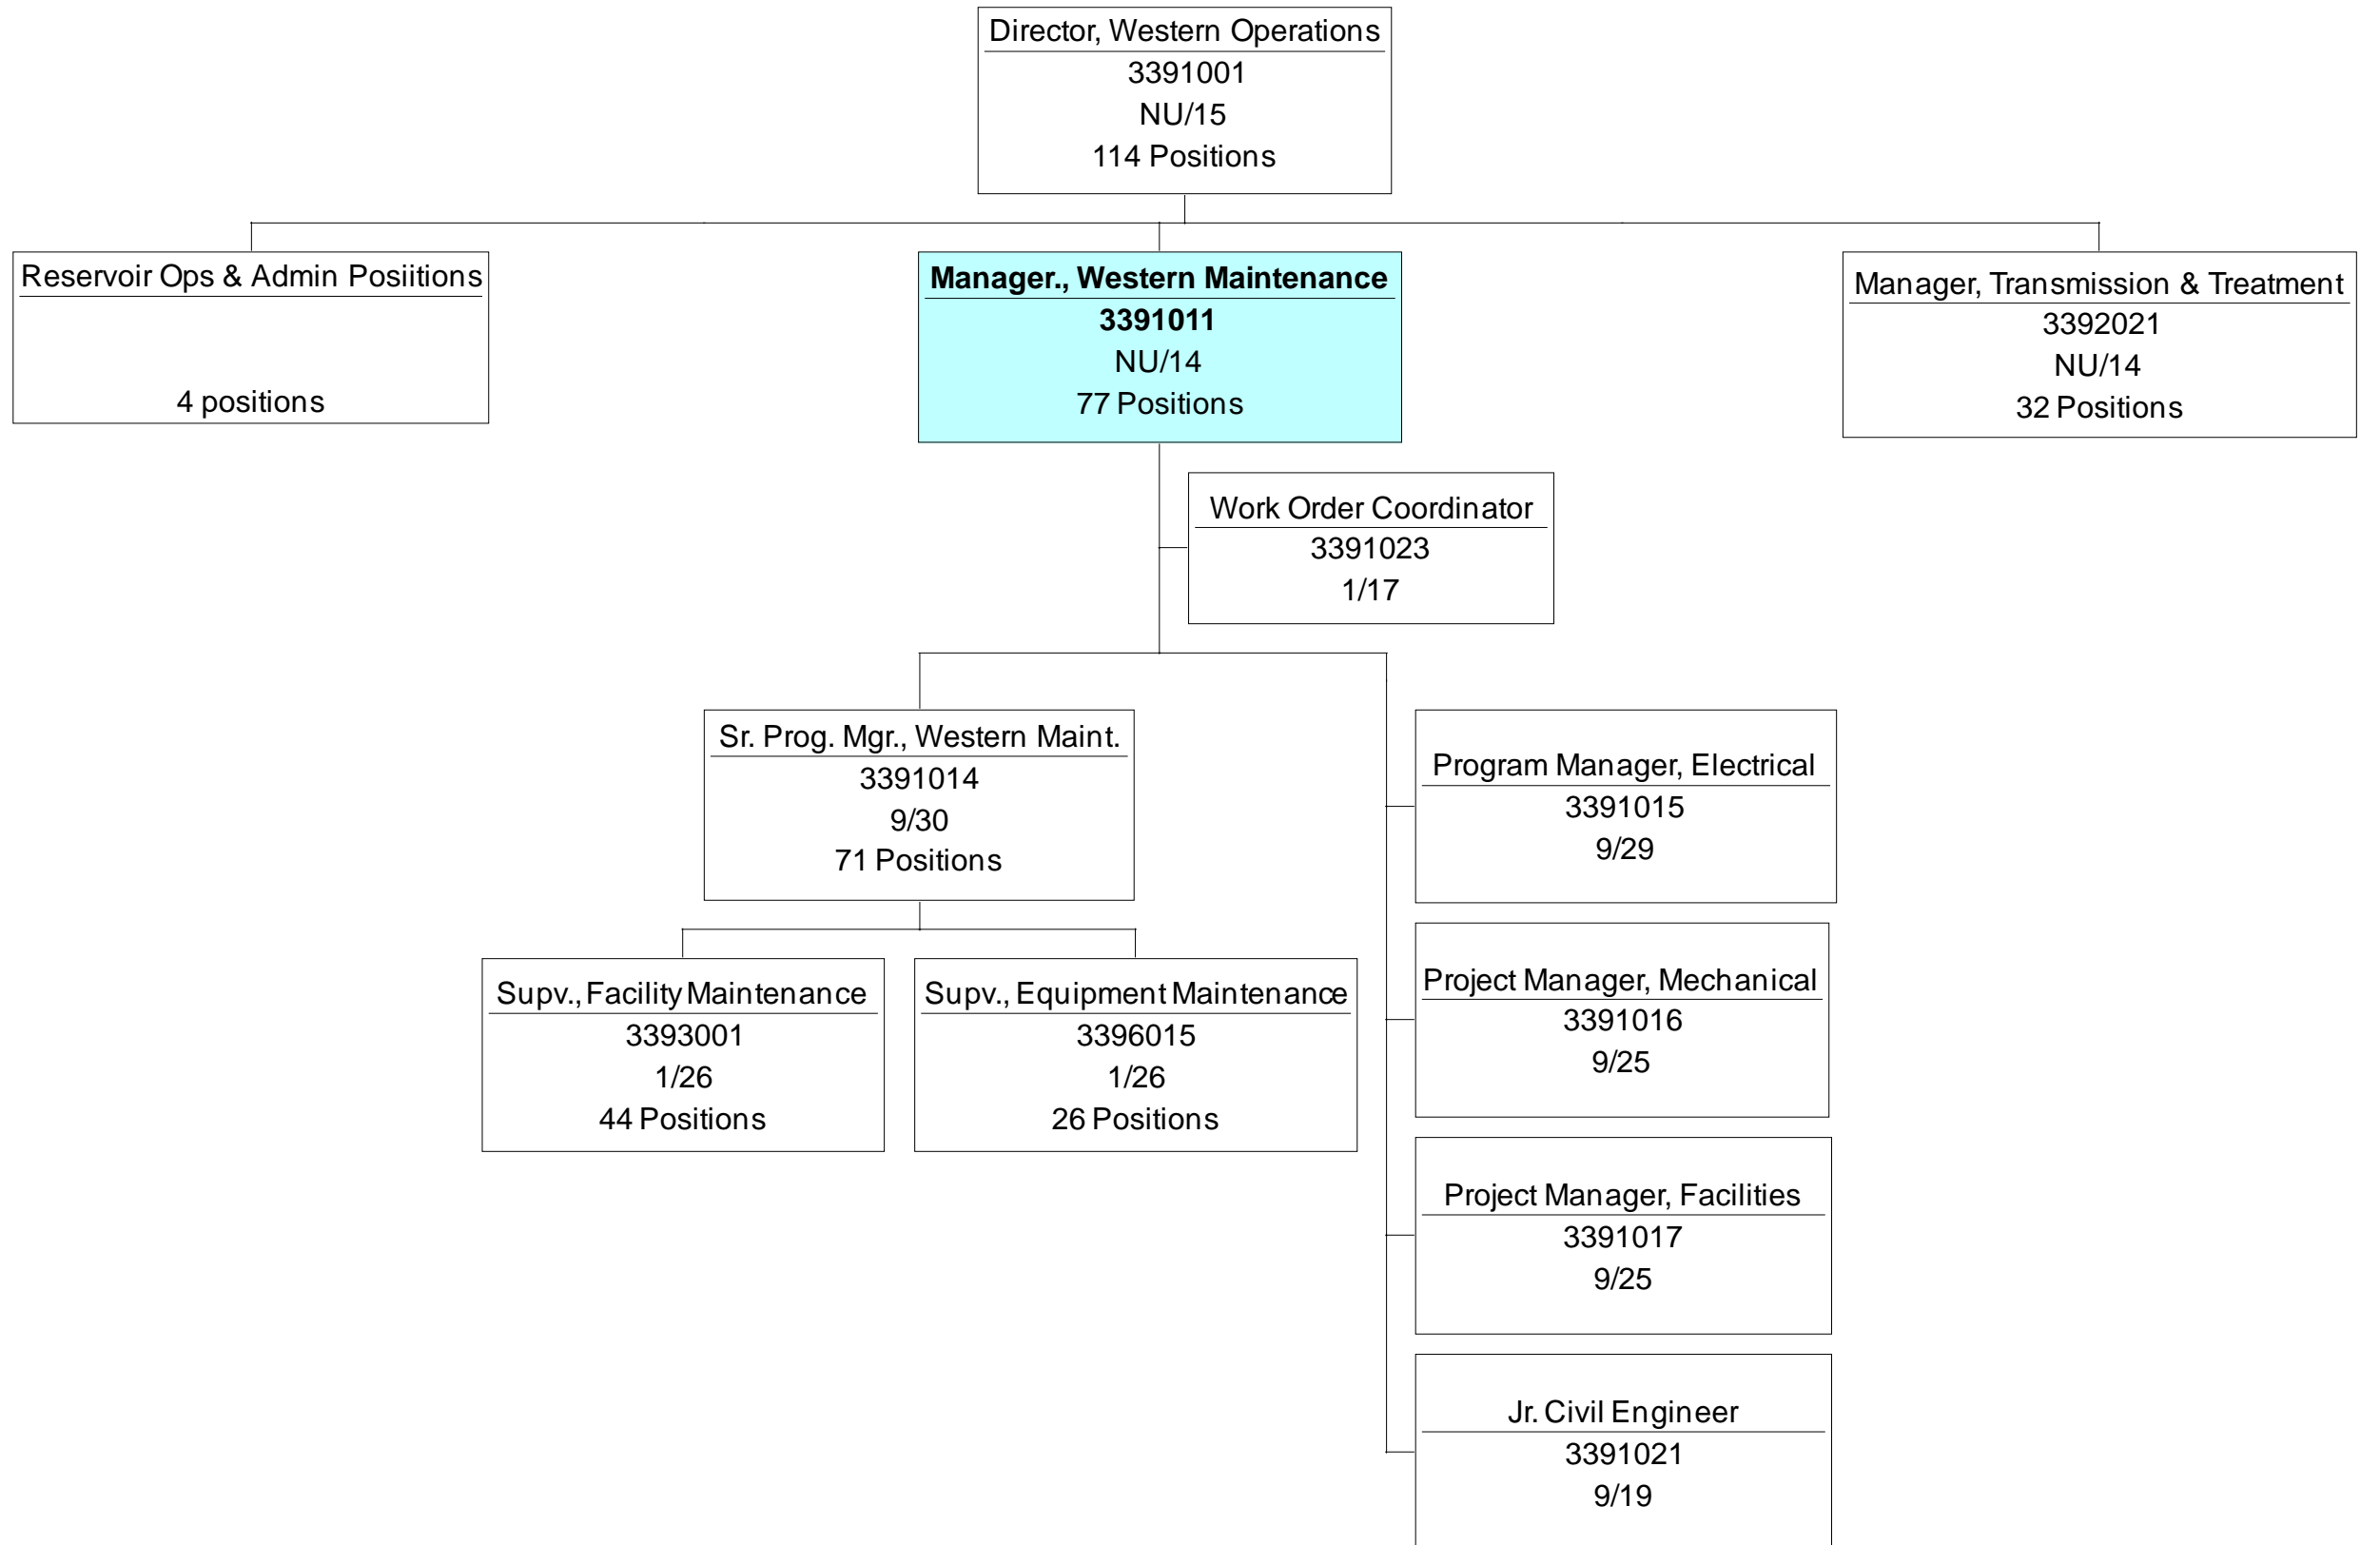 Director, Western Operations
3391001
NU/15
114 Positions
Reservoir Ops & Admin Posiitions
4 positions
Manager., Western Maintenance
3391011
NU/14
77 Positions
Manager, Transmission & Treatment
3392021
NU/14
32 Positions
Work Order Coordinator
3391023
1/17
Sr. Prog. Mgr., Western Maint.
3391014
9/30
71 Positions
Supv., Facility Maintenance
3393001
1/26
44 Positions
Supv., Equipment Maintenance
3396015
1/26
26 Positions
Program Manager, Electrical
3391015
9/29
Project Manager, Mechanical
3391016
9/25
Project Manager, Facilities
3391017
9/25
Jr. Civil Engineer
3391021
9/19